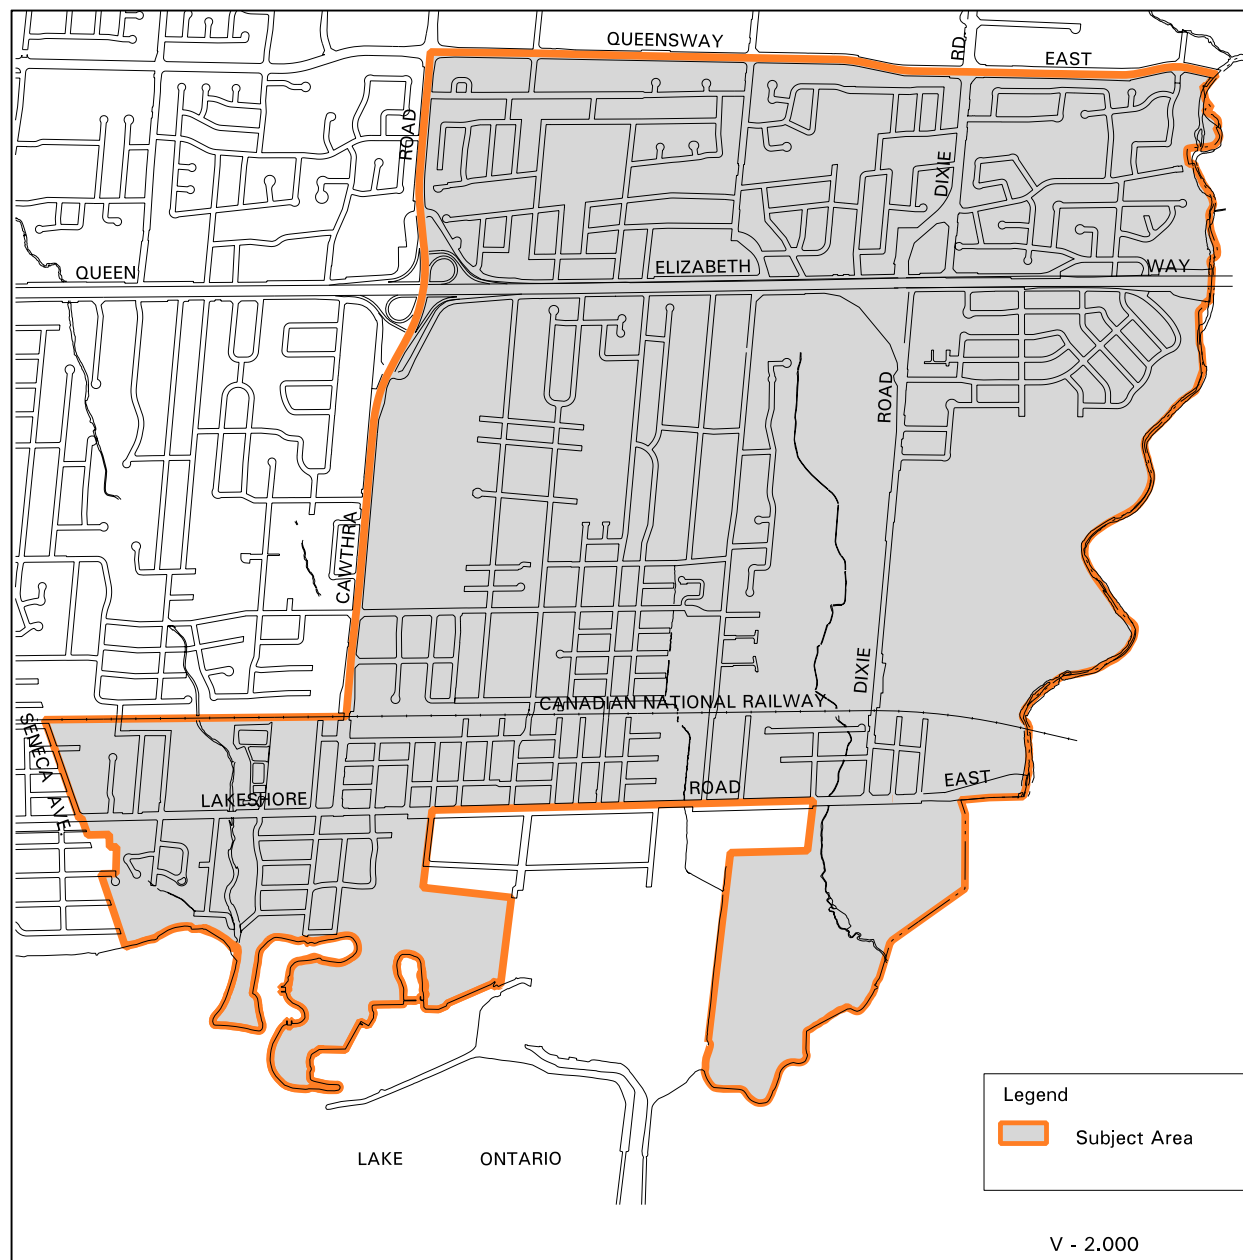 QUEENSWAY
RD.
EAST
ROAD
DIXIE
QUEEN
ELIZABETH
WAY
ROAD
CAWTHRA
DIXIE
CANADIAN NATIONAL RAILWAY
SENECA AVE.
LAKESHORE
ROAD
EAST
Legend
Subject Area
LAKE ONTARIO
V - 2.000